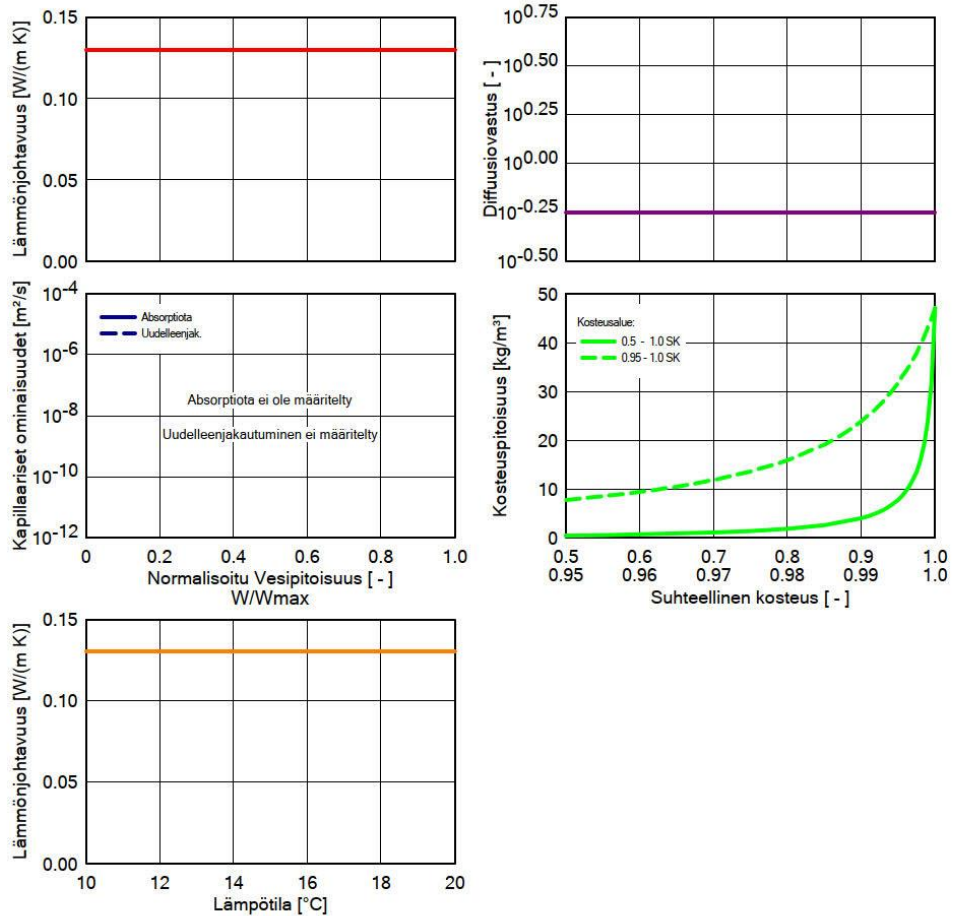 Lämmönjohtavuus [W/(m K)]
0.15
0.10
0.05
0.00
Diffuusiovastus [ - ]
10^0.75
10^0.50
10^0.25
10^0.00
10^-0.25
10^-0.50
Kapillaariset ominaisuudet [m²/s]
10^-4
10^-6
10^-8
10^-10
10^-12
Absorptiota
Uudelleenjak.
Absorptiota ei ole määritelty
Uudelleenjakautuminen ei määritelty
0 0.2 0.4 0.6 0.8 1.0
Normalisoitu Vesipitoisuus [ - ]
W/Wmax
Kosteuspitoisuus [kg/m³]
50
40
30
20
10
0
Kosteusalue:
0.5 - 1.0 SK
0.95 - 1.0 SK
0.5 0.6 0.7 0.8 0.9 1.0
0.95 0.96 0.97 0.98 0.99 1.0
Suhteellinen kosteus [ - ]
Lämmönjohtavuus [W/(m K)]
0.15
0.10
0.05
0.00
10 12 14 16 18 20
Lämpötila [°C]